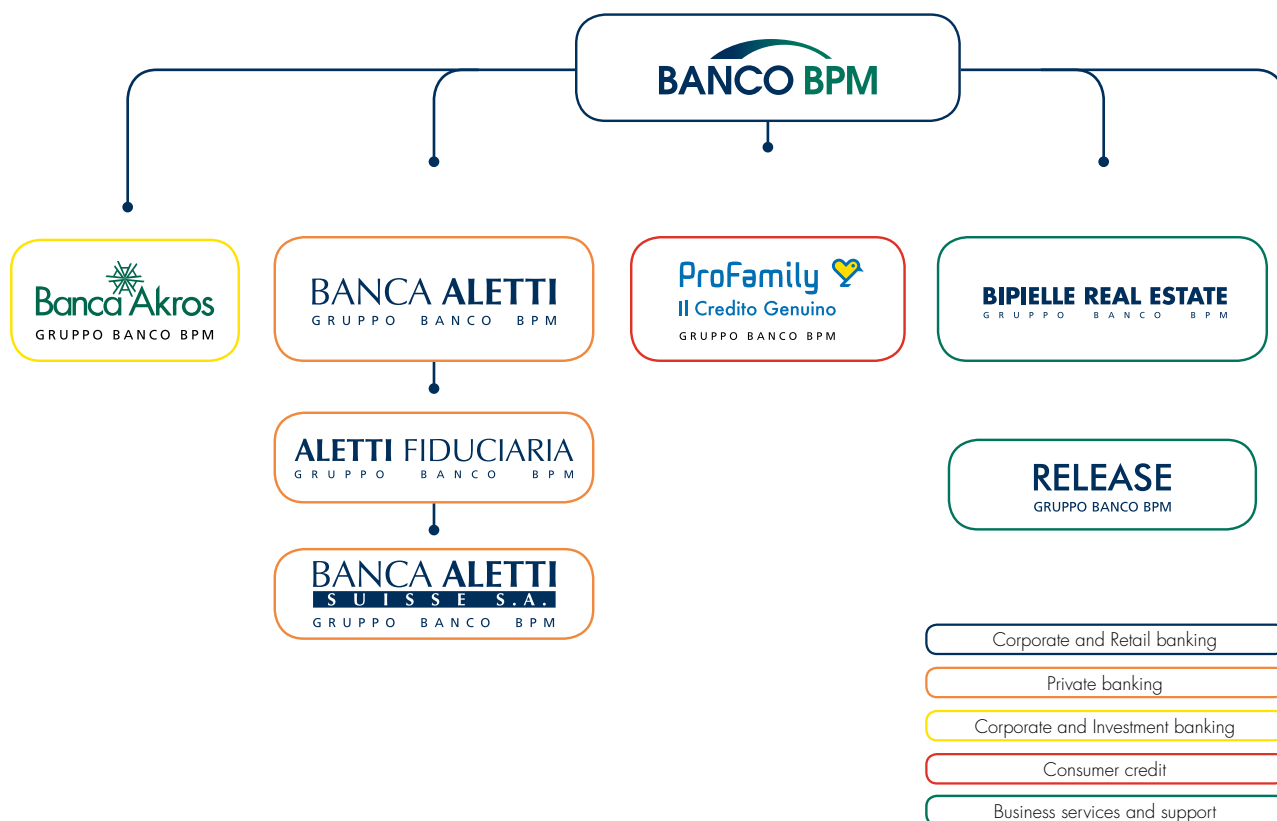 BANCO BPM
Banca Akros
GRUPPO BANCO BPM
BANCA ALETTI
GRUPPO BANCO BPM
ProFamily
Il Credito Genuino
GRUPPO BANCO BPM
BIPIELLE REAL ESTATE
GRUPPO BANCO BPM
ALETTI FIDUCIARIA
GRUPPO BANCO BPM
RELEASE
GRUPPO BANCO BPM
BANCA ALETTI
SUISSE S.A.
GRUPPO BANCO BPM
Corporate and Retail banking
Private banking
Corporate and Investment banking
Consumer credit
Business services and support